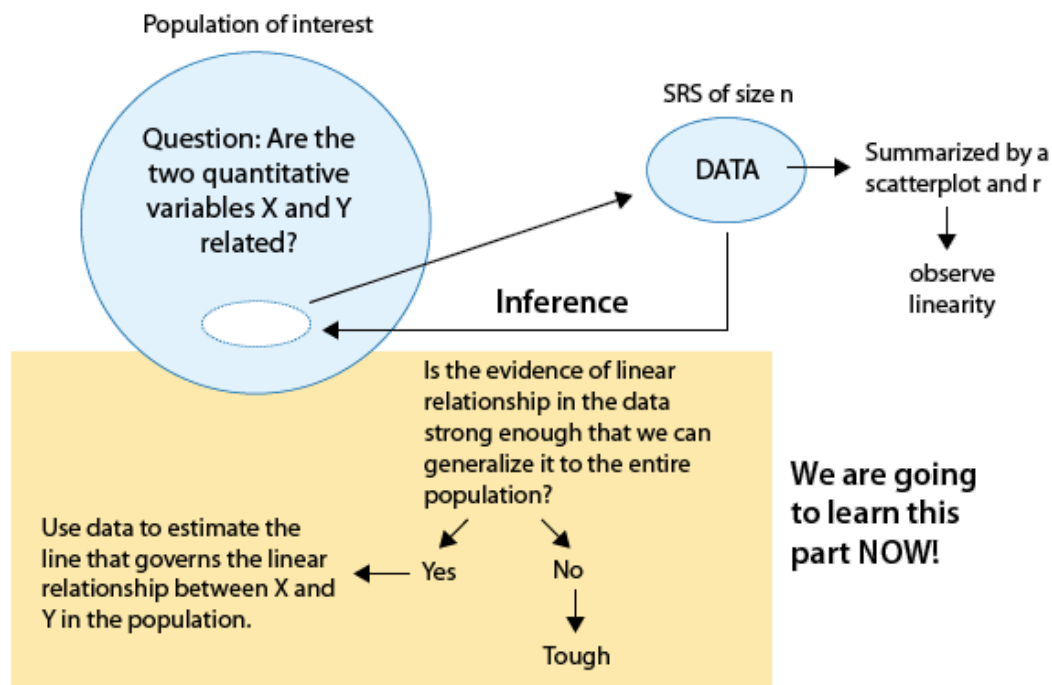 Population of interest
Question: Are the
two quantitative
variables X and Y
related?
SRS of size n
DATA
Summarized by a
scatterplot and r
observe
linearity
Inference
Is the evidence of linear
relationship in the data
strong enough that we can
generalize it to the entire
population?
Yes
No
Tough
Use data to estimate the
line that governs the linear
relationship between X and
Y in the population.
We are going
to learn this
part NOW!